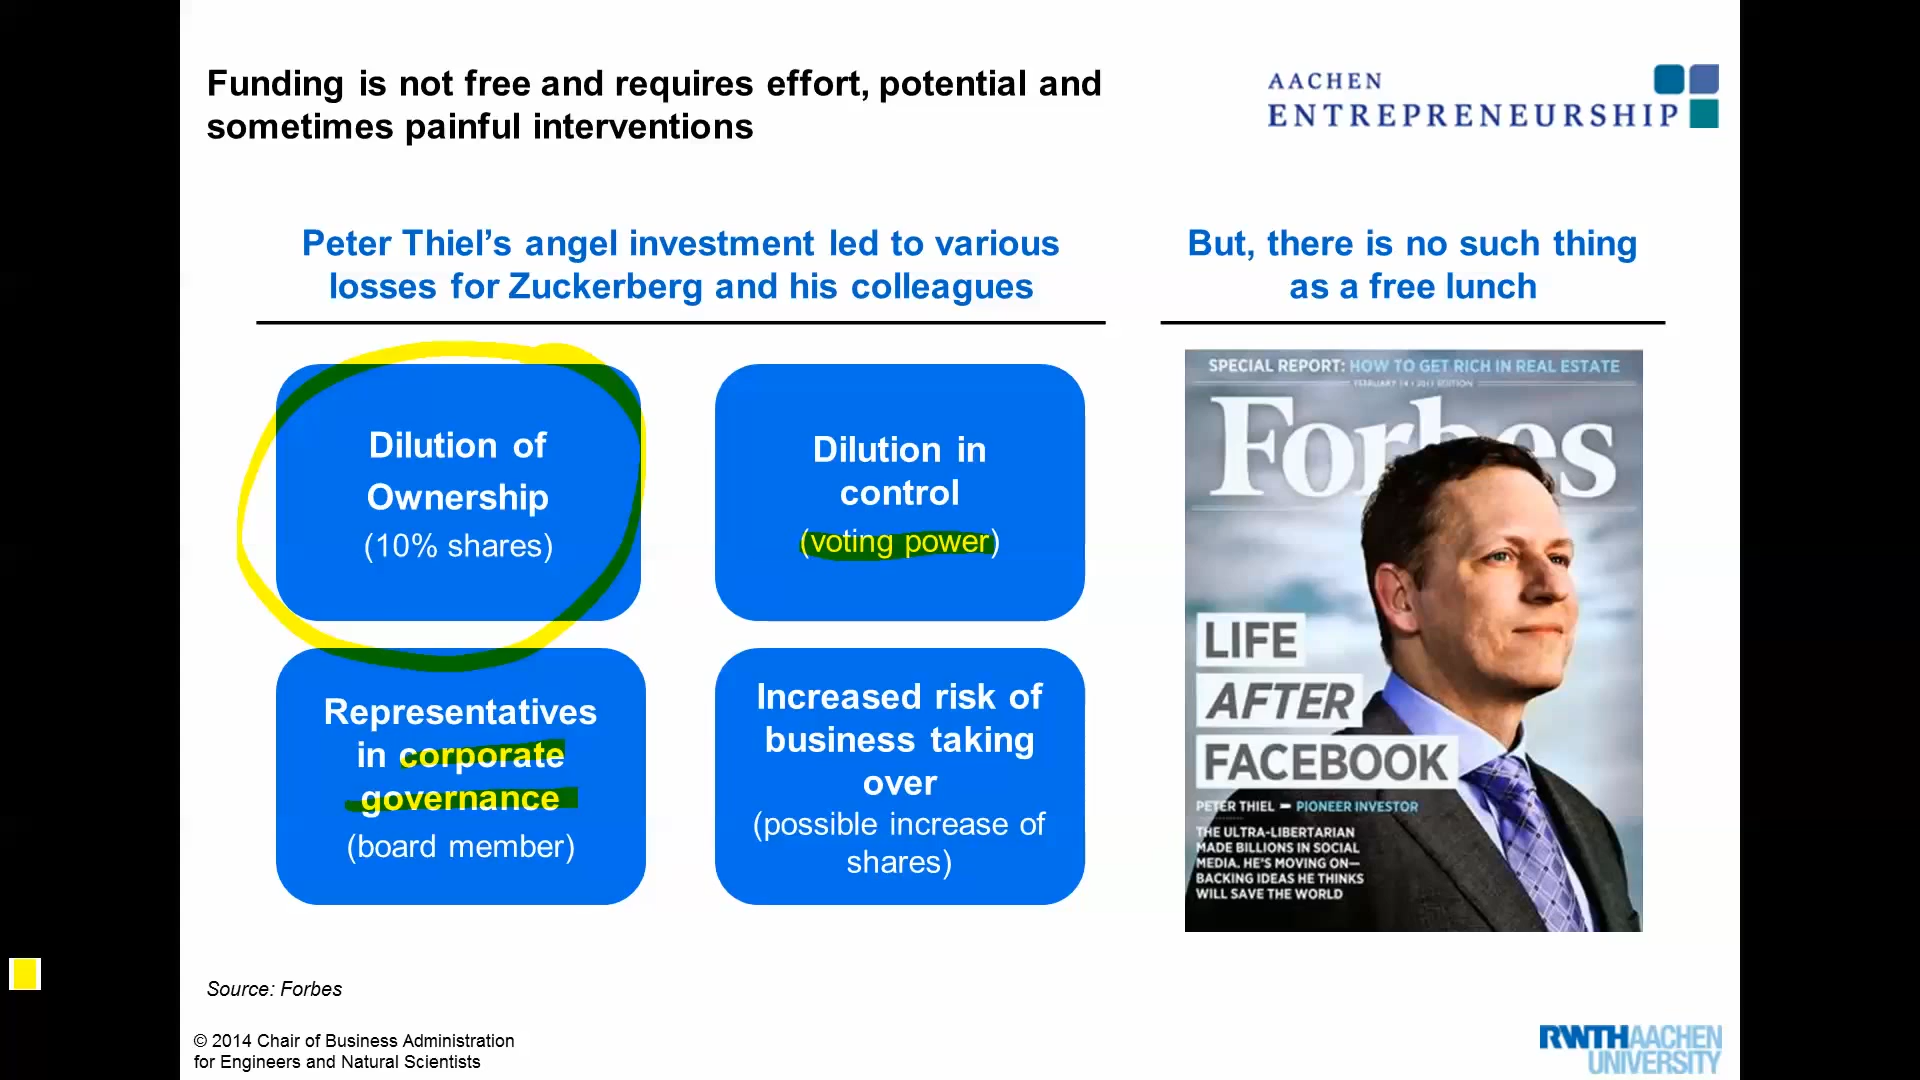 Funding is not free and requires effort, potential and
sometimes painful interventions
AACHEN
ENTREPRENEURSHIP
Peter Thiel’s angel investment led to various
losses for Zuckerberg and his colleagues
But, there is no such thing
as a free lunch
Dilution of
Ownership
(10% shares)
Dilution in
control
(voting power)
Representatives
in corporate
governance
(board member)
Increased risk of
business taking
over
(possible increase of
shares)
SPECIAL REPORT: HOW TO GET RICH IN REAL ESTATE
FEBRUARY 14 • 2011 EDITION
Forbes
LIFE
AFTER
FACEBOOK
PETER THIEL — PIONEER INVESTOR
THE ULTRA-LIBERTARIAN
MADE BILLIONS IN SOCIAL
MEDIA. HE'S MOVING ON—
BACKING IDEAS HE THINKS
WILL SAVE THE WORLD
Source: Forbes
© 2014 Chair of Business Administration
for Engineers and Natural Scientists
RWTHAACHEN
UNIVERSITY